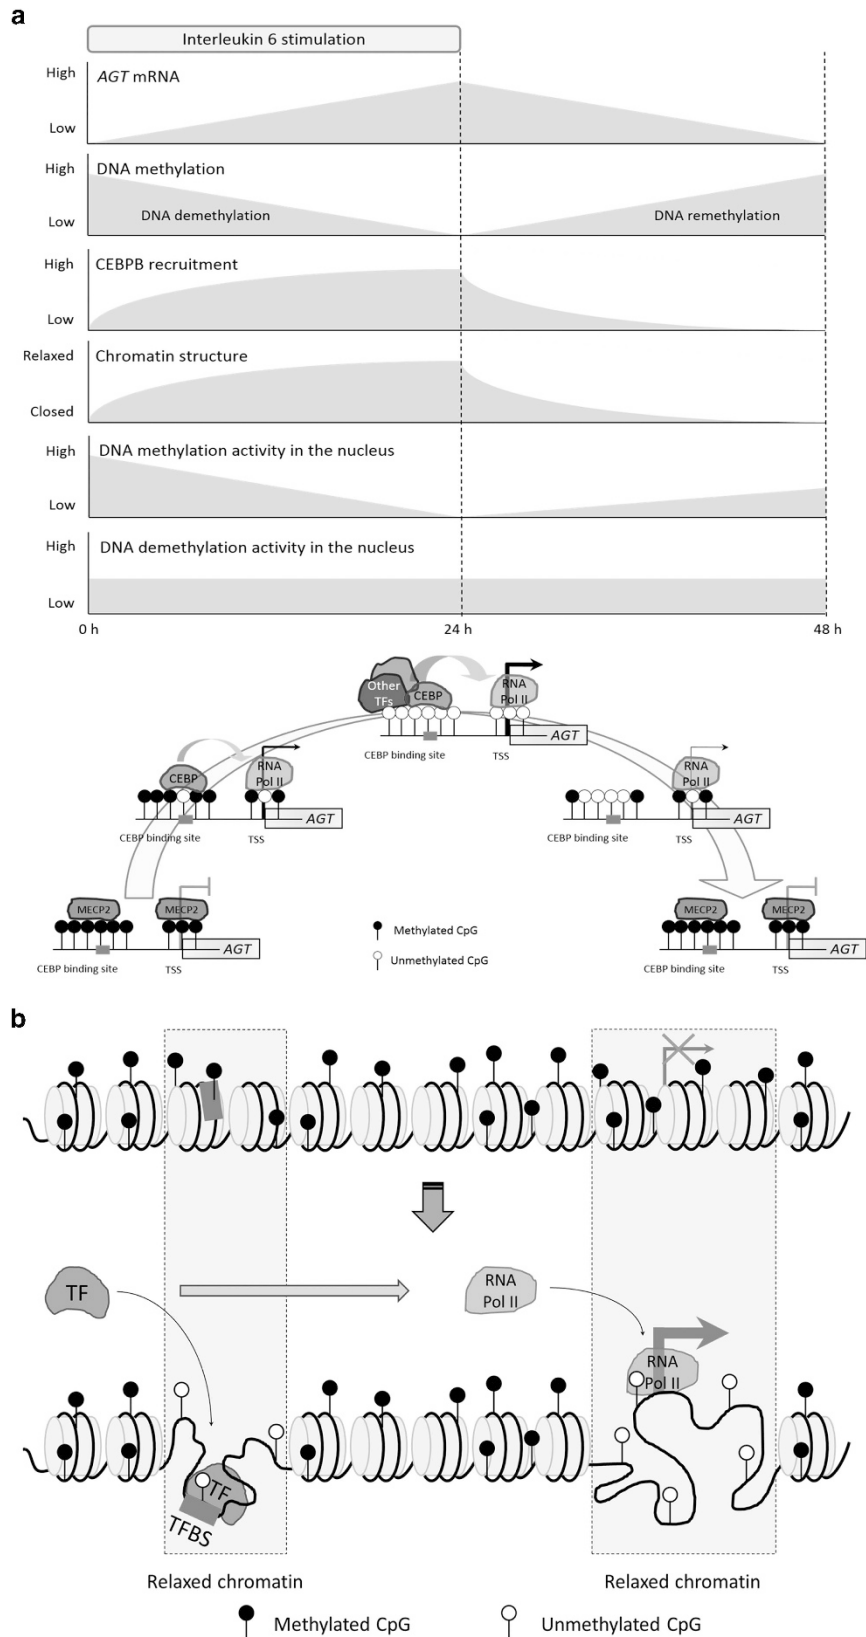 a
Interleukin 6 stimulation
High
AGT mRNA
Low
High
DNA methylation
DNA demethylation
DNA remethylation
Low
High
CEBPB recruitment
Low
Relaxed
Chromatin structure
Closed
High
DNA methylation activity in the nucleus
Low
High
DNA demethylation activity in the nucleus
Low
0 h
24 h
48 h
Other
TFs
CEBP
RNA
Pol II
AGT
CEBP binding site
TSS
CEBP
RNA
Pol II
AGT
CEBP binding site
TSS
RNA
Pol II
AGT
CEBP binding site
TSS
MECP2
MECP2
AGT
CEBP binding site
TSS
Methylated CpG
Unmethylated CpG
MECP2
MECP2
AGT
CEBP binding site
TSS
b
TF
RNA
Pol II
RNA
Pol II
TF
TFBS
Relaxed chromatin
Relaxed chromatin
Methylated CpG
Unmethylated CpG